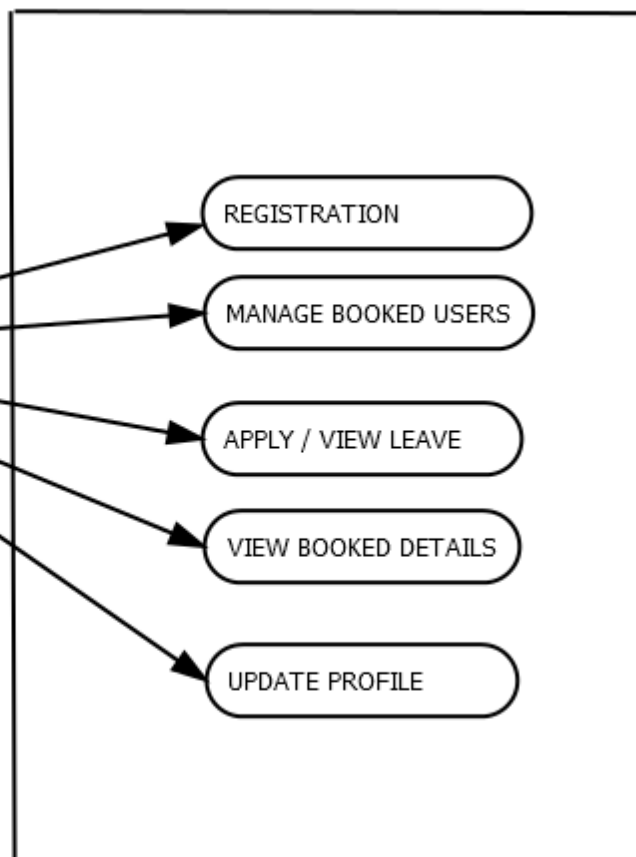 REGISTRATION
MANAGE BOOKED USERS
APPLY / VIEW LEAVE
VIEW BOOKED DETAILS
UPDATE PROFILE